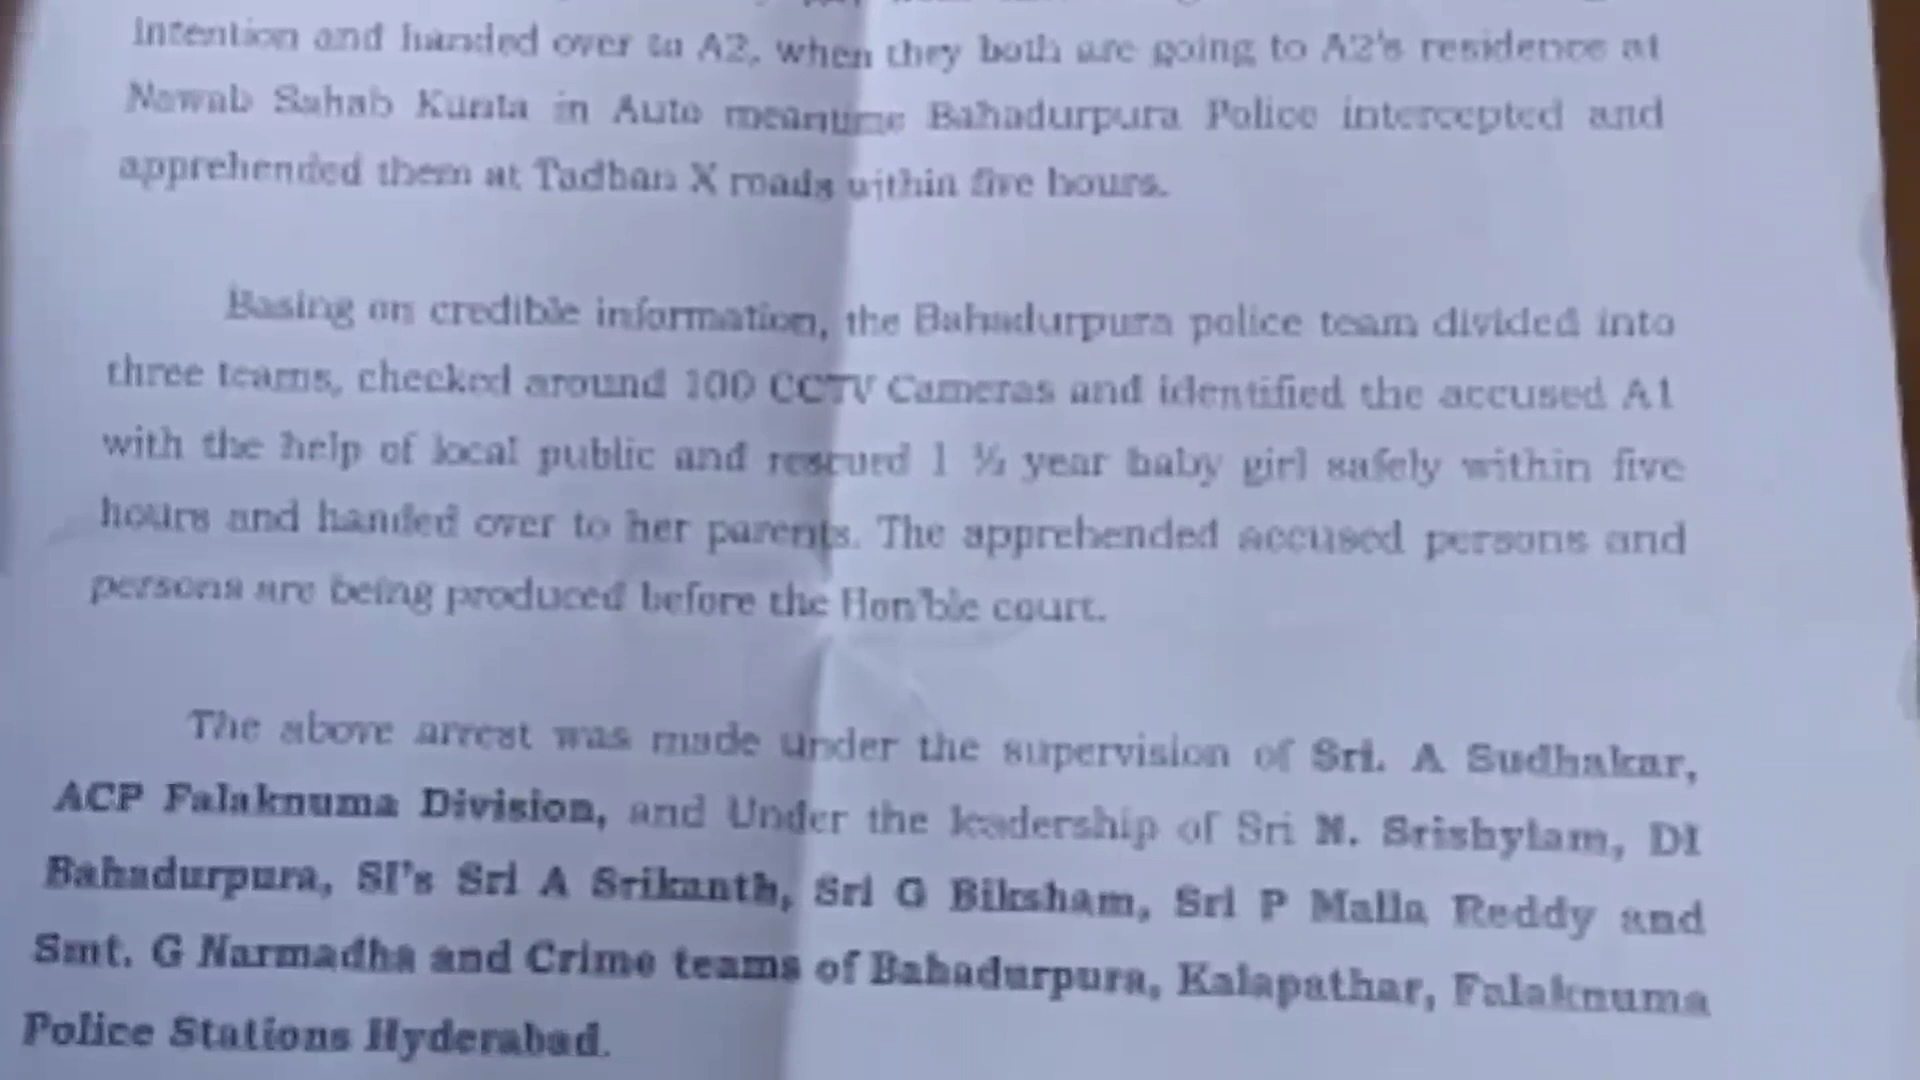 Intention and handed over to A2, when they both are going to A2's residence at
Nawab Sahab Kunta in Auto meantime Bahadurpura Police intercepted and
apprehended them at Tadban X roads within five hours.
Basing on credible information, the Bahadurpura police team divided into
three teams, checked around 100 CCTV Cameras and identified the accused A1
with the help of local public and rescued 1 ½ year baby girl safely within five
hours and handed over to her parents. The apprehended accused persons and
persons are being produced before the Hon'ble court.
The above arrest was made under the supervision of Sri. A Sudhakar,
ACP Falaknuma Division, and Under the leadership of Sri N. Srishylam, DI
Bahadurpura, SI's Sri A Srikanth, Sri G Biksham, Sri P Malla Reddy and
Smt. G Narmadha and Crime teams of Bahadurpura, Kalapathar, Falaknuma
Police Stations Hyderabad.